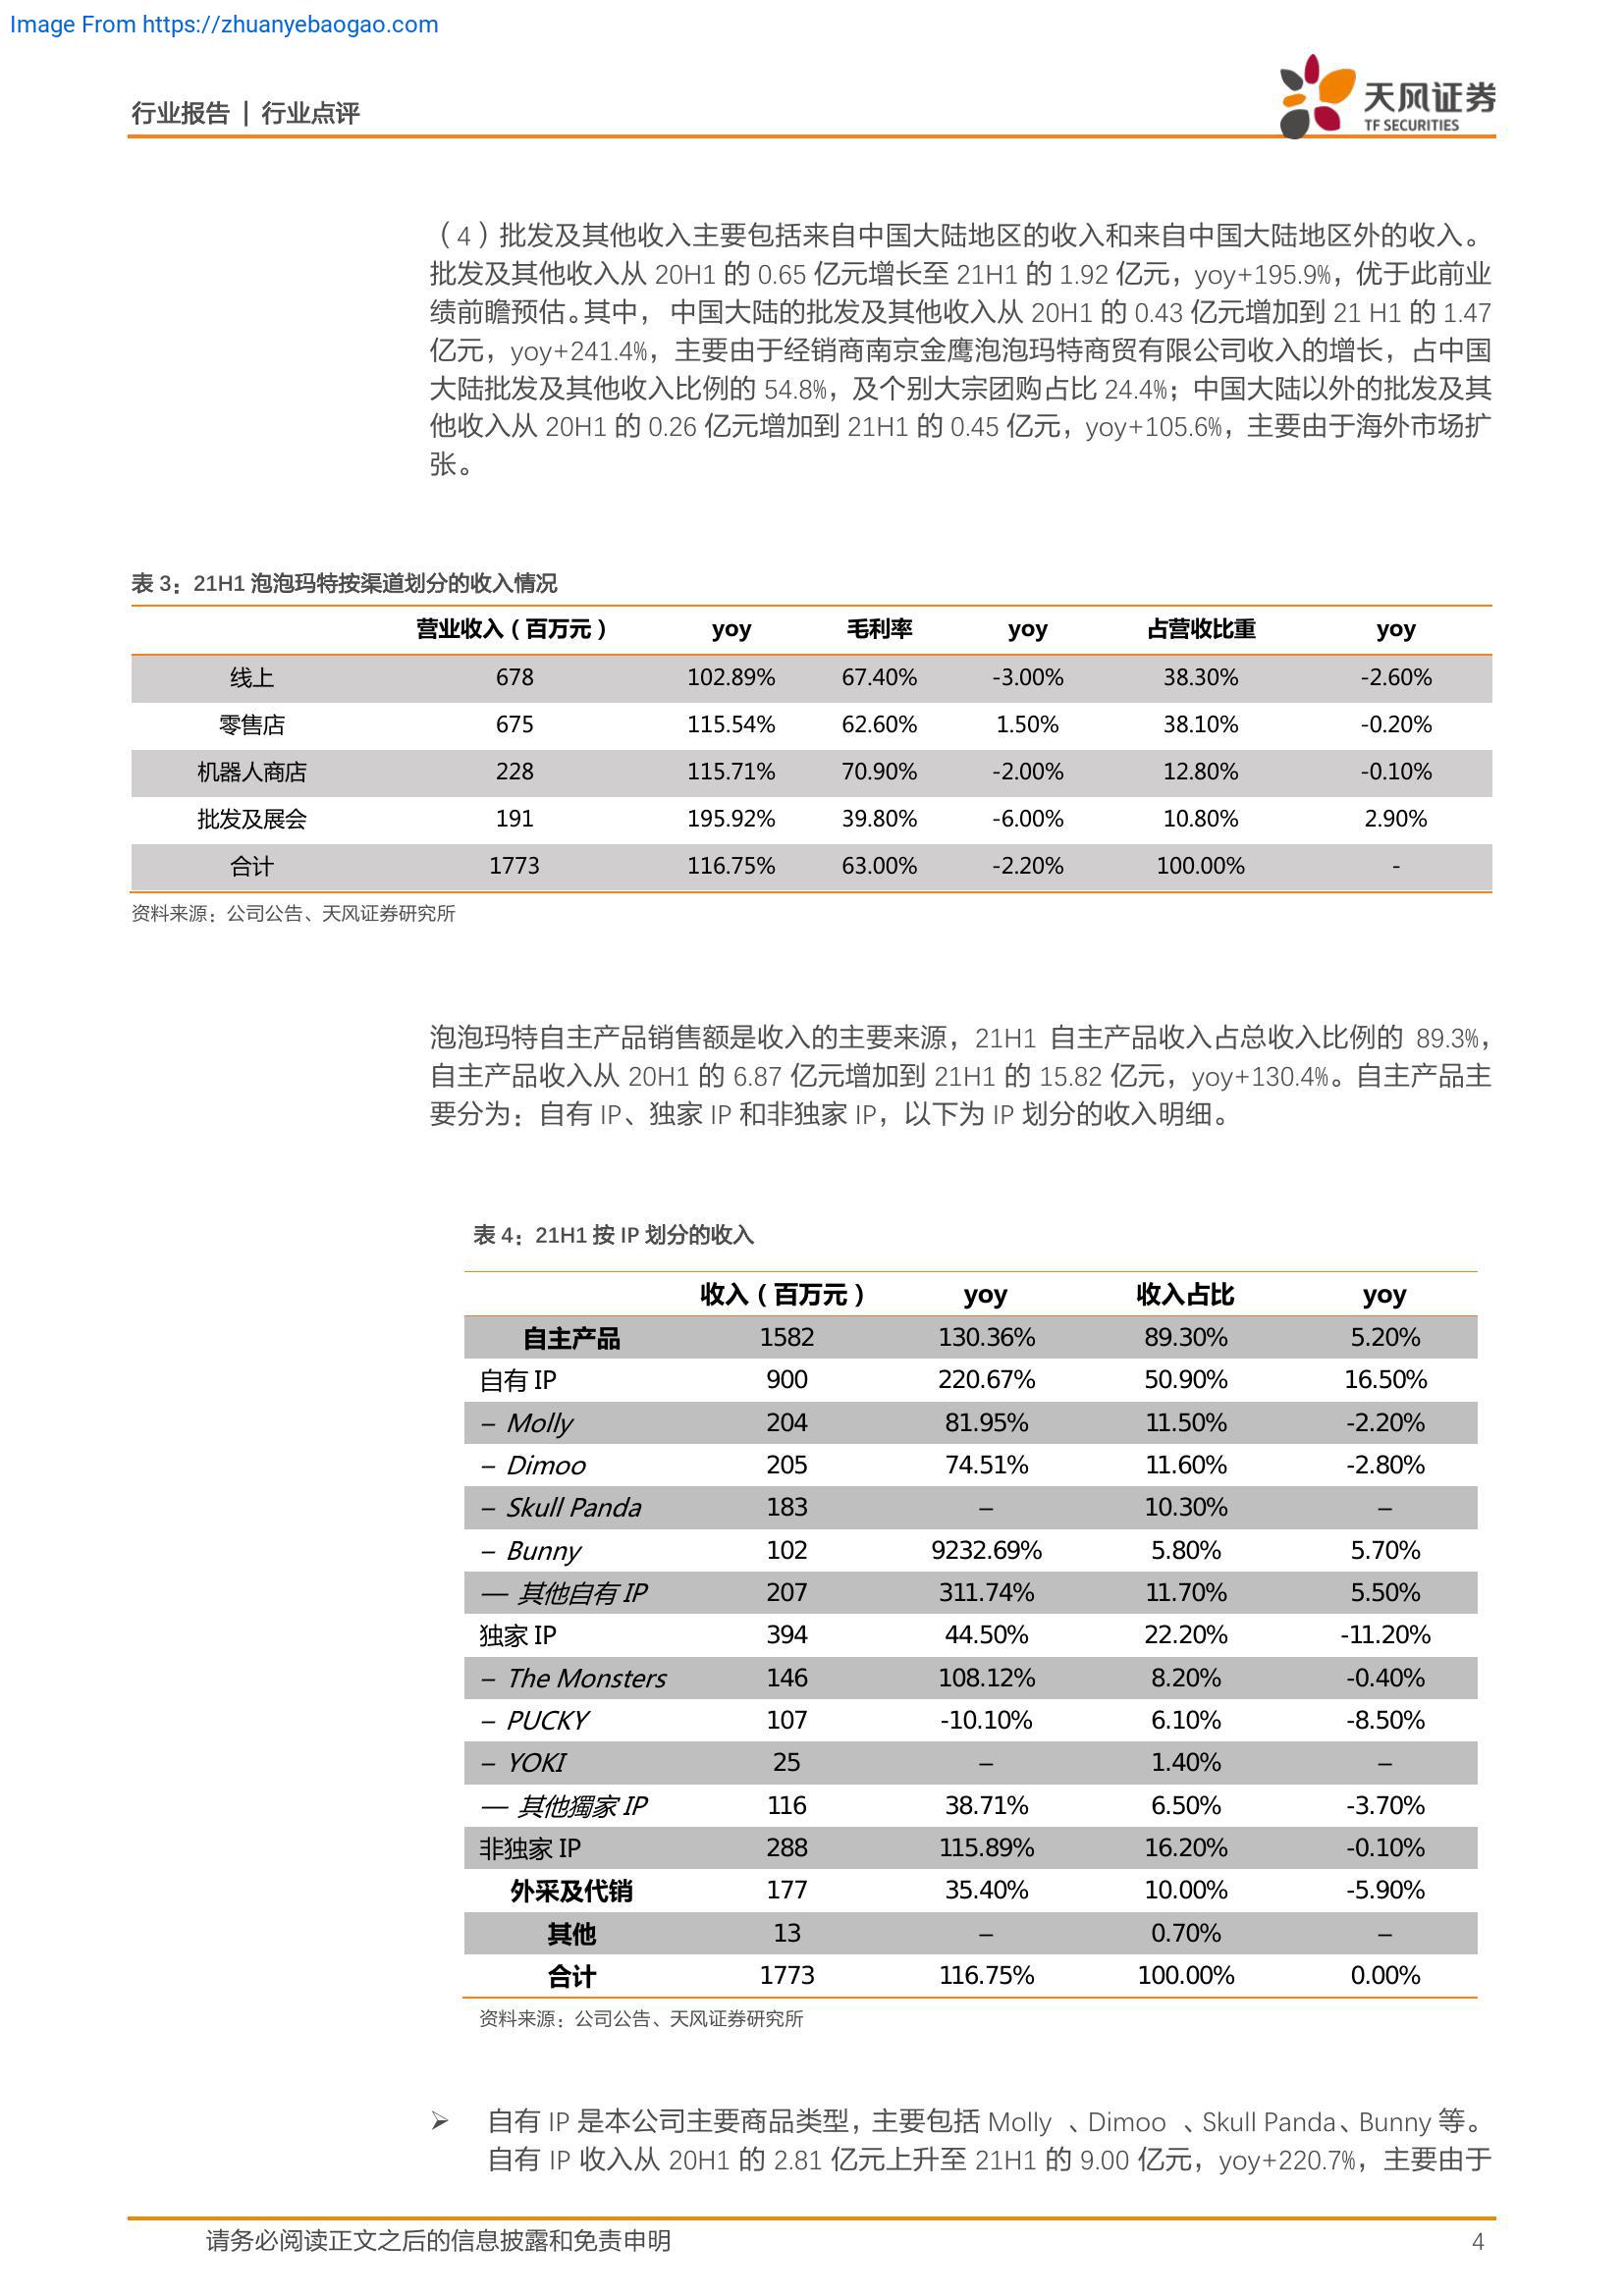 Image From https://zhuanyebaogao.com
行业报告 | 行业点评
天风证券
TF SECURITIES
（4）批发及其他收入主要包括来自中国大陆地区的收入和来自中国大陆地区外的收入。
批发及其他收入从 20H1 的 0.65 亿元增长至 21H1 的 1.92 亿元，yoy+195.9%，优于此前业
绩前瞻预估。其中， 中国大陆的批发及其他收入从 20H1 的 0.43 亿元增加到 21 H1 的 1.47
亿元，yoy+241.4%，主要由于经销商南京金鹰泡泡玛特商贸有限公司收入的增长，占中国
大陆批发及其他收入比例的 54.8%，及个别大宗团购占比 24.4%；中国大陆以外的批发及其
他收入从 20H1 的 0.26 亿元增加到 21H1 的 0.45 亿元，yoy+105.6%，主要由于海外市场扩
张。
表 3：21H1 泡泡玛特按渠道划分的收入情况
营业收入（百万元） yoy 毛利率 yoy 占营收比重 yoy
线上 678 102.89% 67.40% -3.00% 38.30% -2.60%
零售店 675 115.54% 62.60% 1.50% 38.10% -0.20%
机器人商店 228 115.71% 70.90% -2.00% 12.80% -0.10%
批发及展会 191 195.92% 39.80% -6.00% 10.80% 2.90%
合计 1773 116.75% 63.00% -2.20% 100.00% -
资料来源：公司公告、天风证券研究所
泡泡玛特自主产品销售额是收入的主要来源，21H1 自主产品收入占总收入比例的 89.3%，
自主产品收入从 20H1 的 6.87 亿元增加到 21H1 的 15.82 亿元，yoy+130.4%。自主产品主
要分为：自有 IP、独家 IP 和非独家 IP，以下为 IP 划分的收入明细。
表 4：21H1 按 IP 划分的收入
收入（百万元） yoy 收入占比 yoy
自主产品 1582 130.36% 89.30% 5.20%
自有 IP 900 220.67% 50.90% 16.50%
– Molly 204 81.95% 11.50% -2.20%
– Dimoo 205 74.51% 11.60% -2.80%
– Skull Panda 183 – 10.30% –
– Bunny 102 9232.69% 5.80% 5.70%
— 其他自有 IP 207 311.74% 11.70% 5.50%
独家 IP 394 44.50% 22.20% -11.20%
– The Monsters 146 108.12% 8.20% -0.40%
– PUCKY 107 -10.10% 6.10% -8.50%
– YOKI 25 – 1.40% –
— 其他獨家 IP 116 38.71% 6.50% -3.70%
非独家 IP 288 115.89% 16.20% -0.10%
外采及代销 177 35.40% 10.00% -5.90%
其他 13 – 0.70% –
合计 1773 116.75% 100.00% 0.00%
资料来源：公司公告、天风证券研究所
➢ 自有 IP 是本公司主要商品类型，主要包括 Molly 、Dimoo 、Skull Panda、Bunny 等。
自有 IP 收入从 20H1 的 2.81 亿元上升至 21H1 的 9.00 亿元，yoy+220.7%，主要由于
请务必阅读正文之后的信息披露和免责申明 4